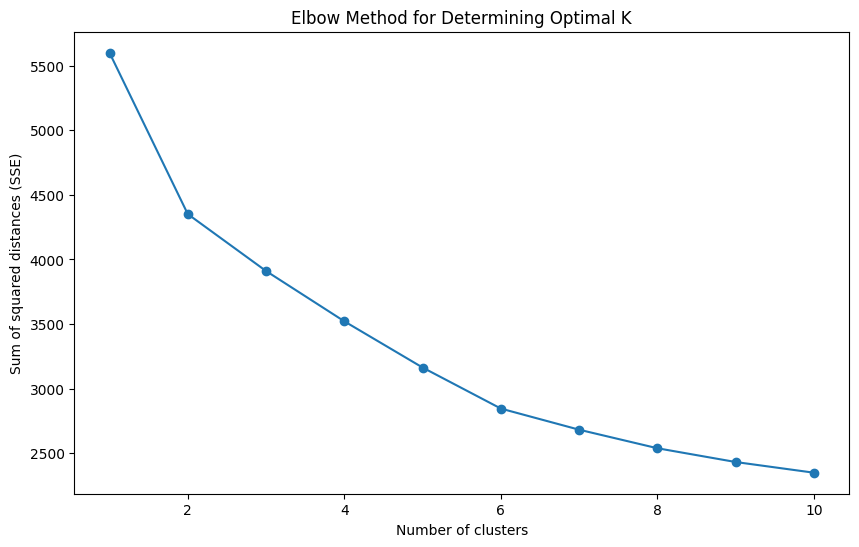 Elbow Method for Determining Optimal K
5500
5000
4500
4000
3500
3000
2500
Sum of squared distances (SSE)
2 4 6 8 10
Number of clusters